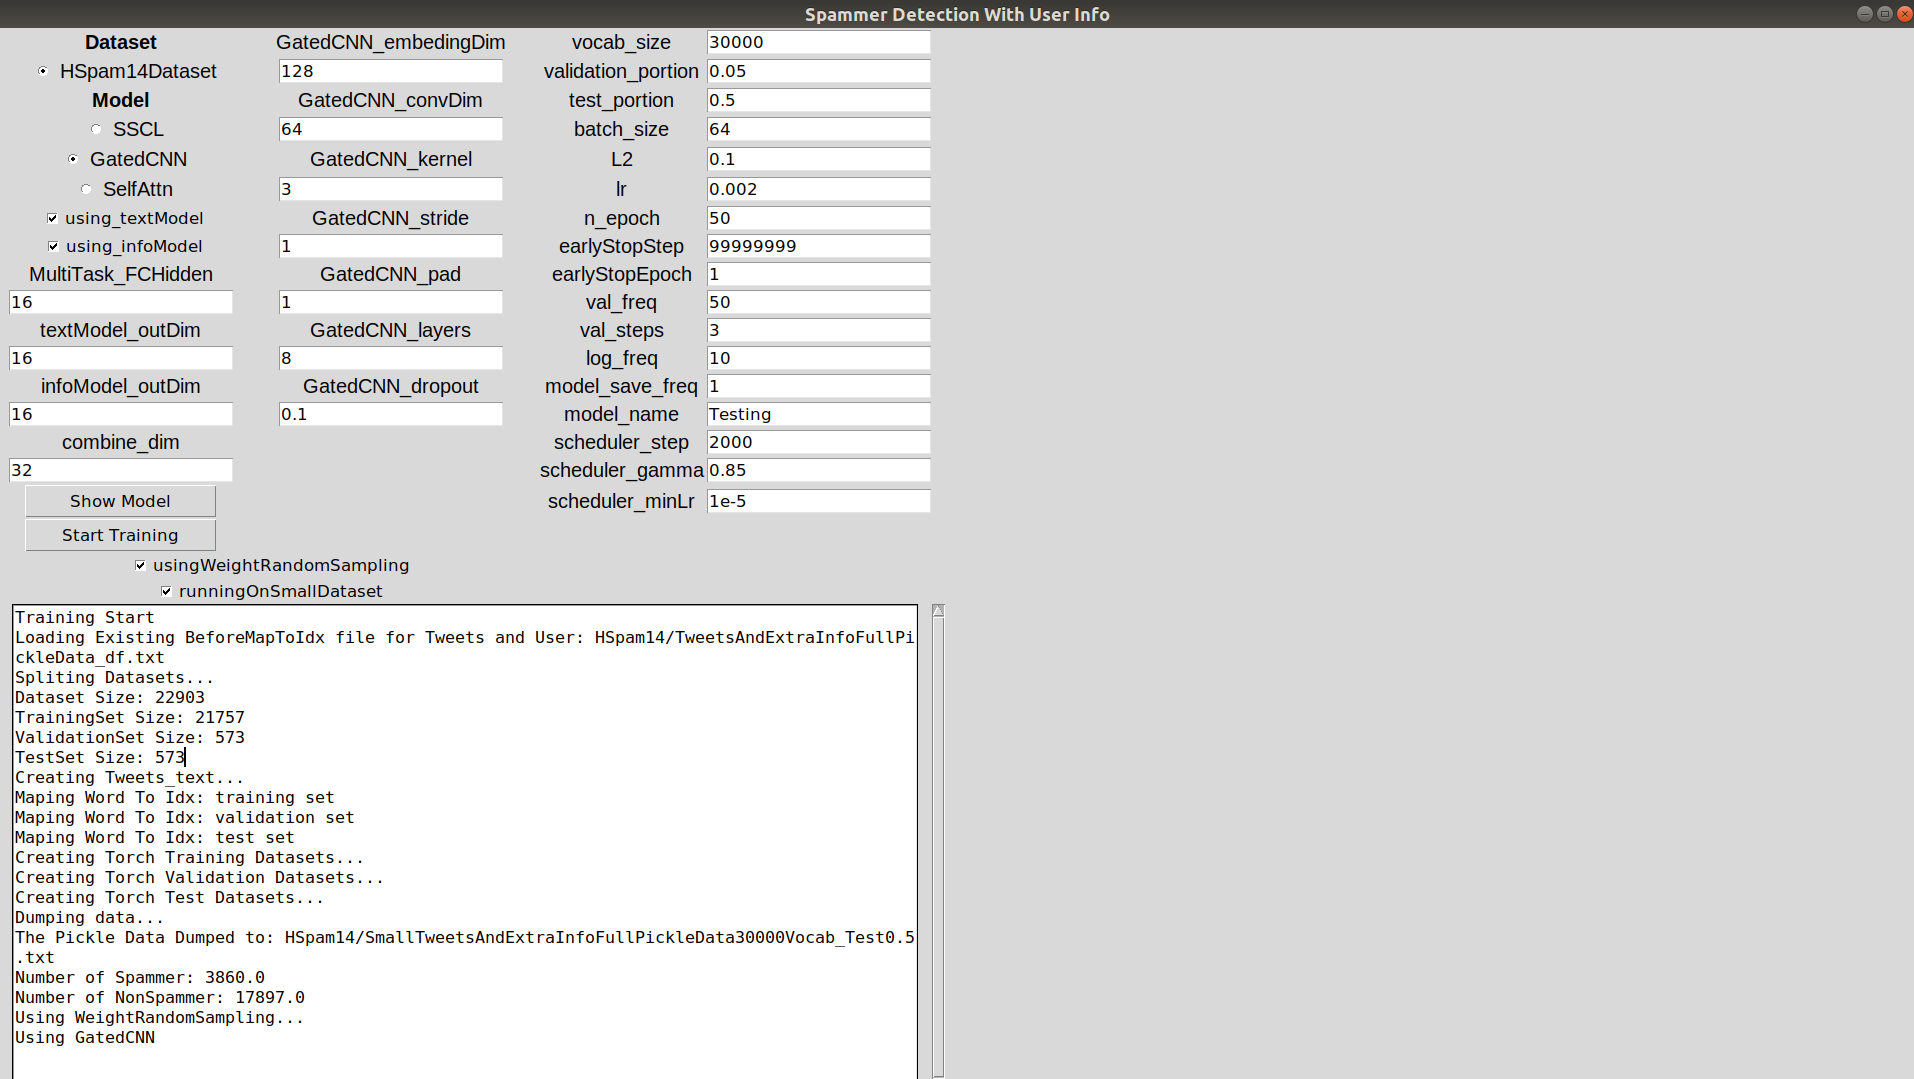 Spammer Detection With User Info
Dataset
HSpam14Dataset
Model
SSCL
GatedCNN
SelfAttn
using_textModel
using_infoModel
MultiTask_FCHidden
16
textModel_outDim
16
infoModel_outDim
16
combine_dim
32
Show Model
Start Training
GatedCNN_embedingDim
128
GatedCNN_convDim
64
GatedCNN_kernel
3
GatedCNN_stride
1
GatedCNN_pad
1
GatedCNN_layers
8
GatedCNN_dropout
0.1
vocab_size 30000
validation_portion 0.05
test_portion 0.5
batch_size 64
L2 0.1
lr 0.002
n_epoch 50
earlyStopStep 99999999
earlyStopEpoch 1
val_freq 50
val_steps 3
log_freq 10
model_save_freq 1
model_name Testing
scheduler_step 2000
scheduler_gamma 0.85
scheduler_minLr 1e-5
usingWeightRandomSampling
runningOnSmallDataset
Training Start
Loading Existing BeforeMapToIdx file for Tweets and User: HSpam14/TweetsAndExtraInfoFullPi
ckleData_df.txt
Spliting Datasets...
Dataset Size: 22903
TrainingSet Size: 21757
ValidationSet Size: 573
TestSet Size: 573
Creating Tweets_text...
Maping Word To Idx: training set
Maping Word To Idx: validation set
Maping Word To Idx: test set
Creating Torch Training Datasets...
Creating Torch Validation Datasets...
Creating Torch Test Datasets...
Dumping data...
The Pickle Data Dumped to: HSpam14/SmallTweetsAndExtraInfoFullPickleData30000Vocab_Test0.5
.txt
Number of Spammer: 3860.0
Number of NonSpammer: 17897.0
Using WeightRandomSampling...
Using GatedCNN